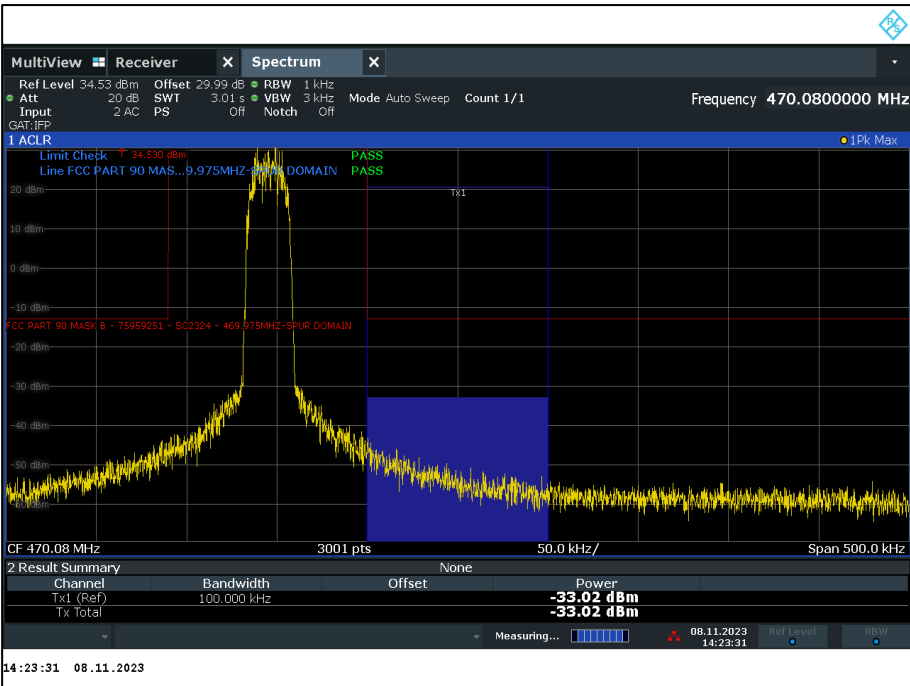 R S
MultiView Receiver X Spectrum X
Ref Level 34.53 dBm Offset 29.99 dB RBW 1 kHz
Att 20 dB SWT 3.01 s VBW 3 kHz Mode Auto Sweep Count 1/1 Frequency 470.0800000 MHz
Input 2 AC PS Off Notch Off
GAT:IFP
1 ACLR 1Pk Max
Limit Check 34.530 dBm PASS
Line FCC PART 90 MAS...9.975MHZ-SPUR DOMAIN PASS
20 dBm
Tx1
10 dBm
0 dBm
-10 dBm
FCC PART 90 MASK B - 75959251 - SC2324 - 469.975MHZ-SPUR DOMAIN
-20 dBm
-30 dBm
-40 dBm
-50 dBm
-60 dBm
CF 470.08 MHz 3001 pts 50.0 kHz/ Span 500.0 kHz
2 Result Summary None
Channel Bandwidth Offset Power
Tx1 (Ref) 100.000 kHz -33.02 dBm
Tx Total -33.02 dBm
Measuring... 08.11.2023 Ref Level RBW
14:23:31
14:23:31 08.11.2023